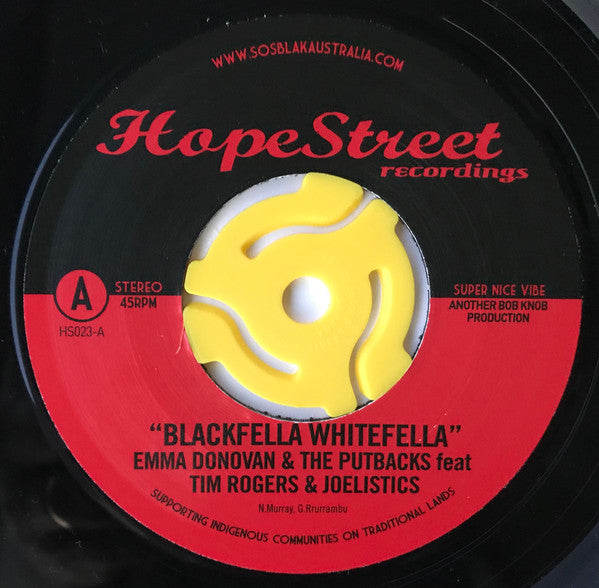 WWW.SOSBLAKAUSTRALIA.COM
HopeStreet
recordings
A
STEREO
45RPM
HS023-A
SUPER NICE VIBE
ANOTHER BOB KNOB
PRODUCTION
"BLACKFELLA WHITEFELLA"
EMMA DONOVAN & THE PUTBACKS feat
TIM ROGERS & JOELISTICS
N.Murray, G.Rrurrambu
SUPPORTING INDIGENOUS COMMUNITIES ON TRADITIONAL LANDS